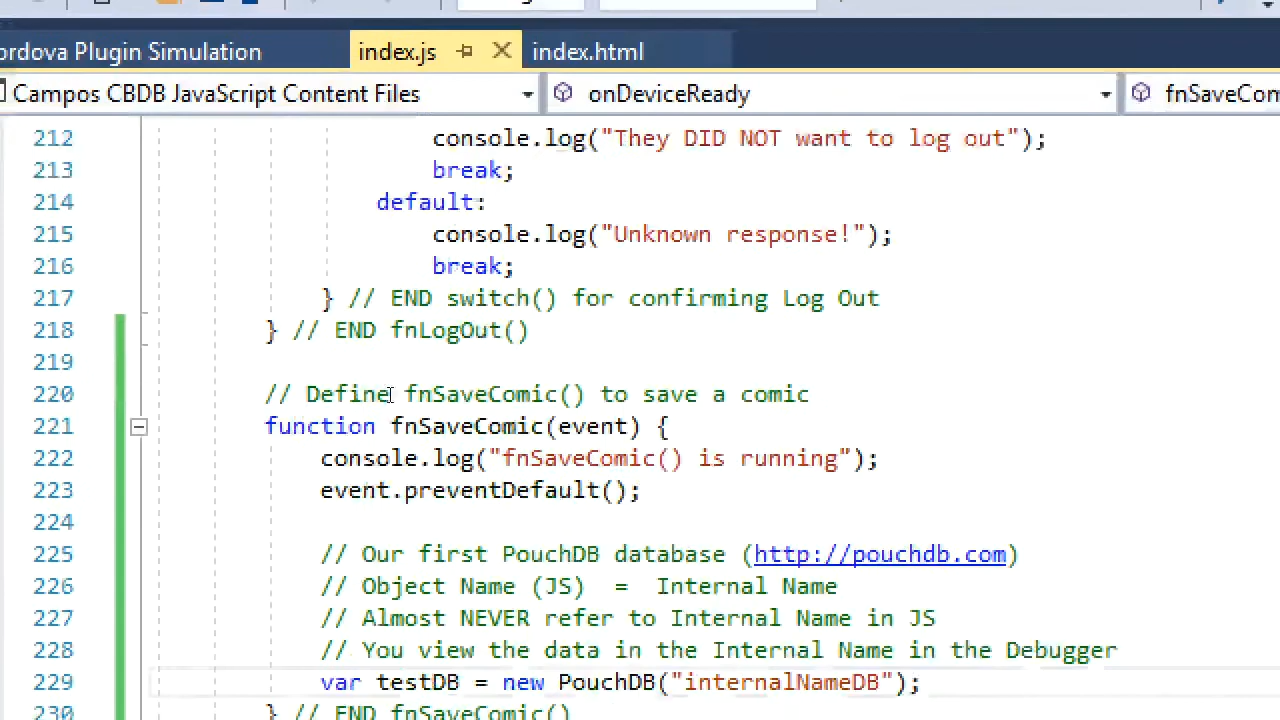 ordova Plugin Simulation index.js index.html
Campos CBDB JavaScript Content Files onDeviceReady fnSaveCom
212 console.log("They DID NOT want to log out");
213 break;
214 default:
215 console.log("Unknown response!");
216 break;
217 } // END switch() for confirming Log Out
218 } // END fnLogOut()
219
220 // Define fnSaveComic() to save a comic
221 function fnSaveComic(event) {
222 console.log("fnSaveComic() is running");
223 event.preventDefault();
224
225 // Our first PouchDB database (http://pouchdb.com)
226 // Object Name (JS) = Internal Name
227 // Almost NEVER refer to Internal Name in JS
228 // You view the data in the Internal Name in the Debugger
229 var testDB = new PouchDB("internalNameDB");
230 } // END fnSaveComic()